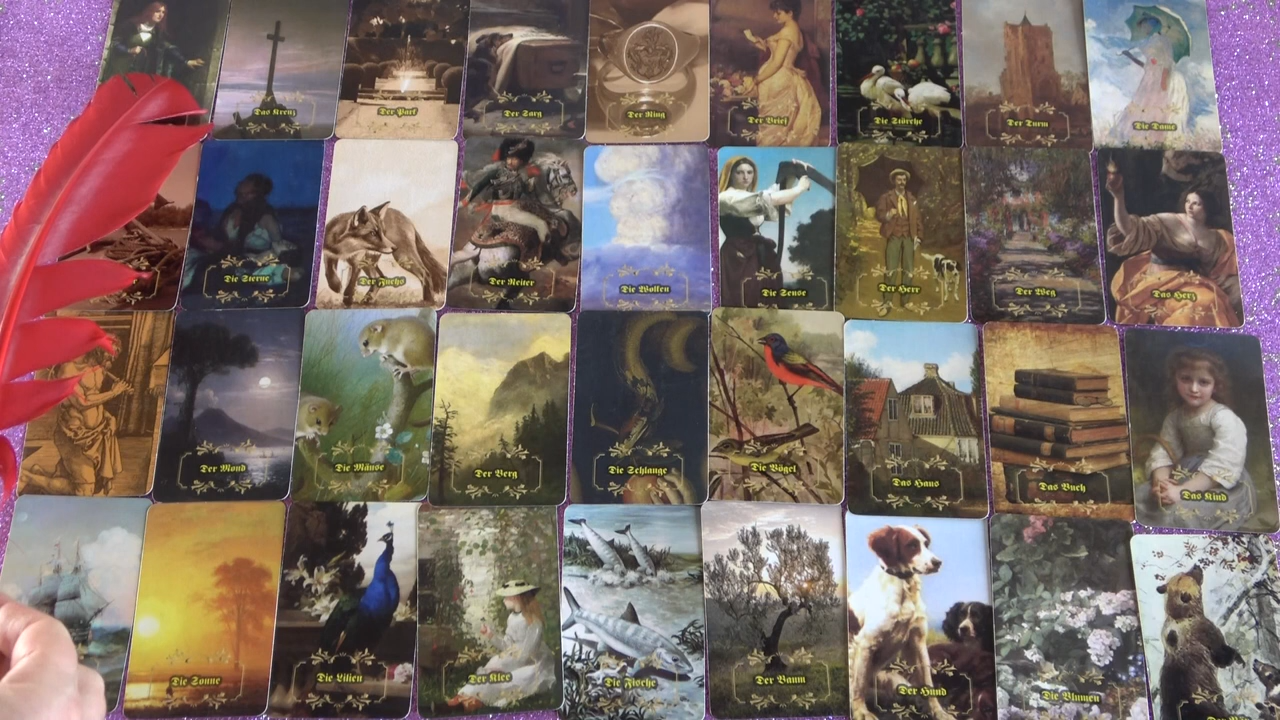 Das Kreuz
Der Park
Der Sarg
Der Ring
Der Brief
Die Störche
Der Turm
Die Dame
Die Sterne
Der Fuchs
Der Reiter
Die Wolken
Die Sense
Der Herr
Der Weg
Das Herz
Der Mond
Die Mäuse
Der Berg
Die Schlange
Die Vögel
Das Haus
Das Buch
Das Kind
Die Sonne
Die Lilien
Der Klee
Die Fische
Der Baum
Der Hund
Die Blumen